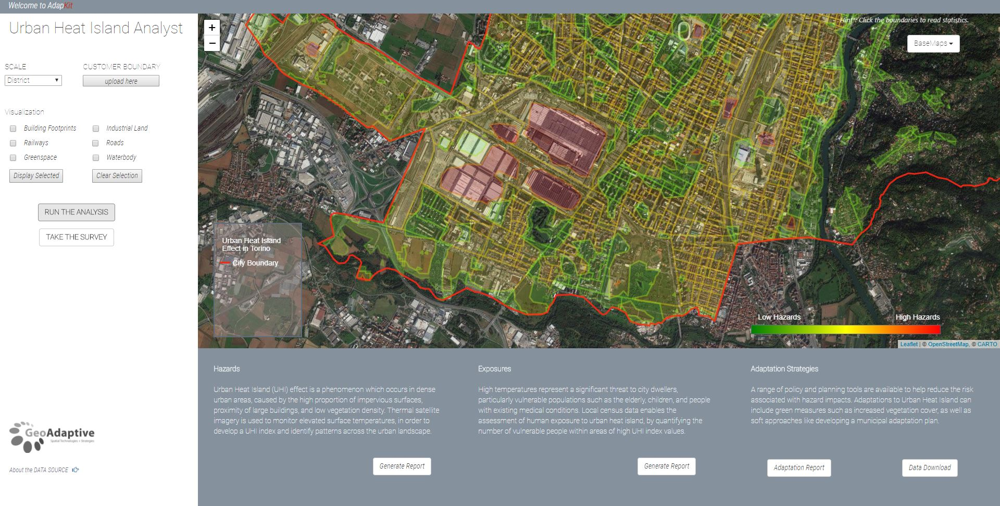 Welcome to AdapKit
Urban Heat Island Analyst
SCALE
District
CUSTOMER BOUNDARY
upload here
Visualization
Building Footprints
Industrial Land
Railways
Roads
Greenspace
Waterbody
Display Selected
Clear Selection
RUN THE ANALYSIS
TAKE THE SURVEY
GeoAdaptive
Spatial Technologies + Strategies
About the DATA SOURCE
+
−
Hint*: Click the boundaries to read statistics.
BaseMaps
Urban Heat Island
Effect in Torino
City Boundary
Low Hazards
High Hazards
Leaflet | © OpenStreetMap, © CARTO
Hazards
Urban Heat Island (UHI) effect is a phenomenon which occurs in dense
urban areas, caused by the high proportion of impervious surfaces,
proximity of large buildings, and low vegetation density. Thermal satellite
imagery is used to monitor elevated surface temperatures, in order to
develop a UHI index and identify patterns across the urban landscape.
Generate Report
Exposures
High temperatures represent a significant threat to city dwellers,
particularly vulnerable populations such as the elderly, children, and people
with existing medical conditions. Local census data enables the
assessment of human exposure to urban heat island, by quantifying the
number of vulnerable people within areas of high UHI index values.
Generate Report
Adaptation Strategies
A range of policy and planning tools are available to help reduce the risk
associated with hazard impacts. Adaptations to Urban Heat Island can
include green measures such as increased vegetation cover, as well as
soft approaches like developing a municipal adaptation plan.
Adaptation Report
Data Download